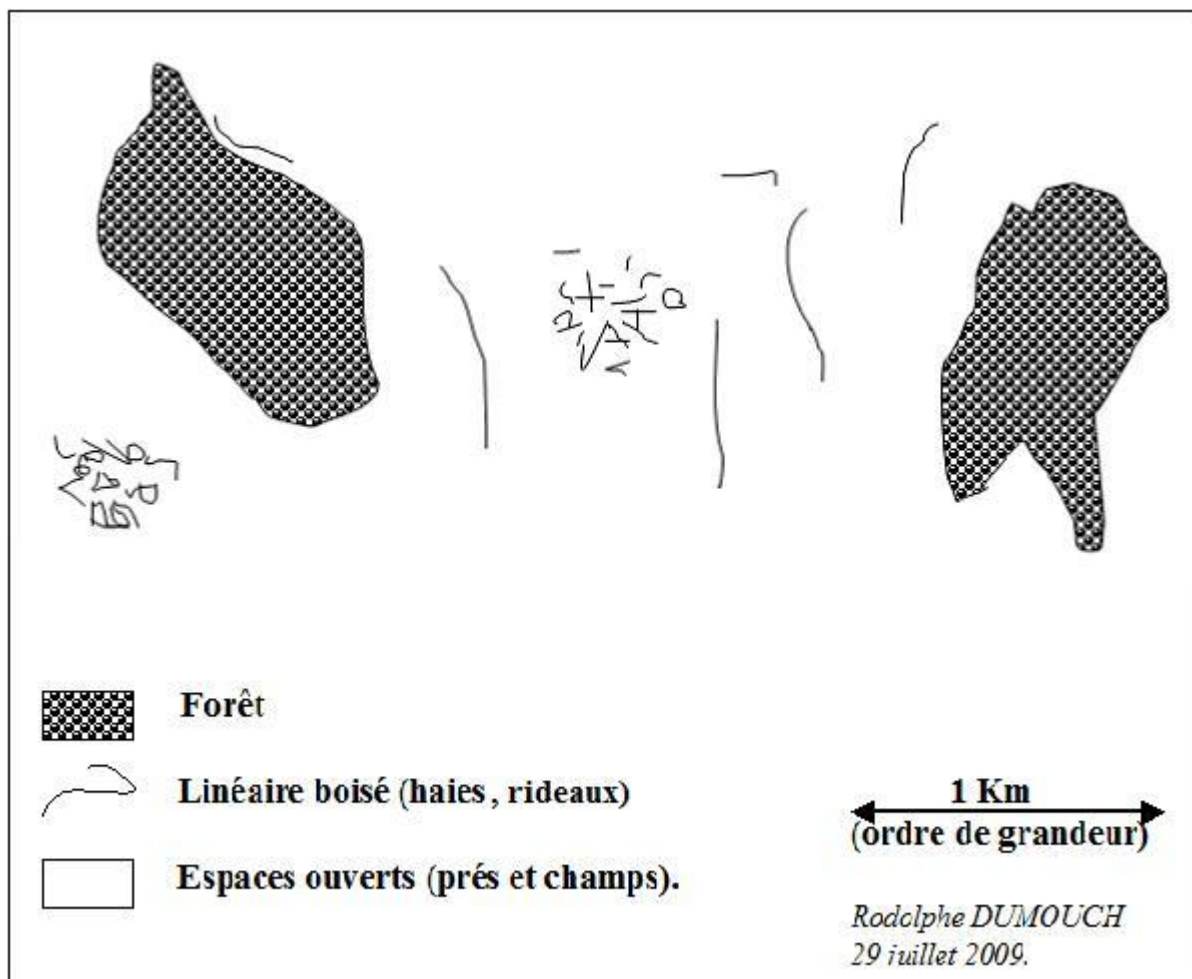 Forêt
Linéaire boisé (haies, rideaux)
Espaces ouverts (prés et champs).
1 Km
(ordre de grandeur)
Rodolphe DUMOUCH
29 juillet 2009.